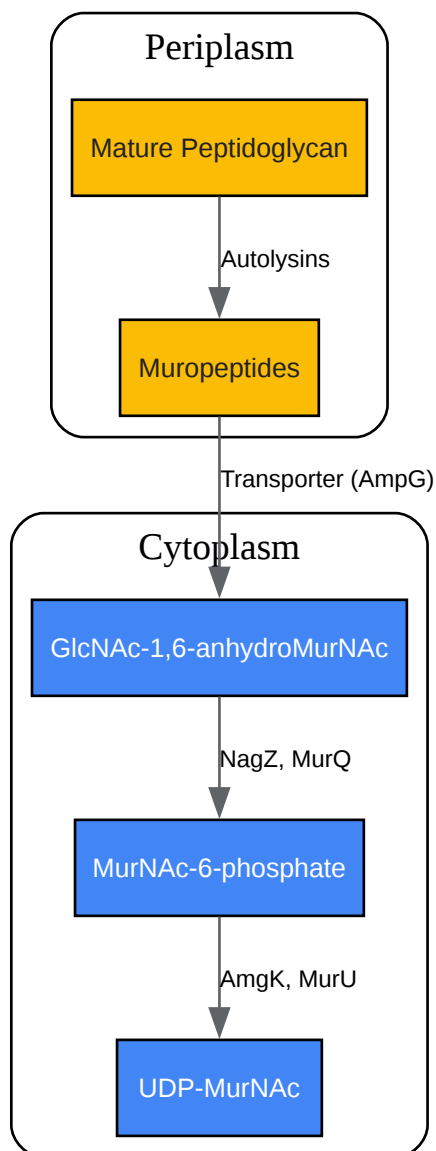 Periplasm
Mature Peptidoglycan
Autolysins
Muropeptides
Transporter (AmpG)
Cytoplasm
GlcNAc-1,6-anhydroMurNAc
NagZ, MurQ
MurNAc-6-phosphate
AmgK, MurU
UDP-MurNAc